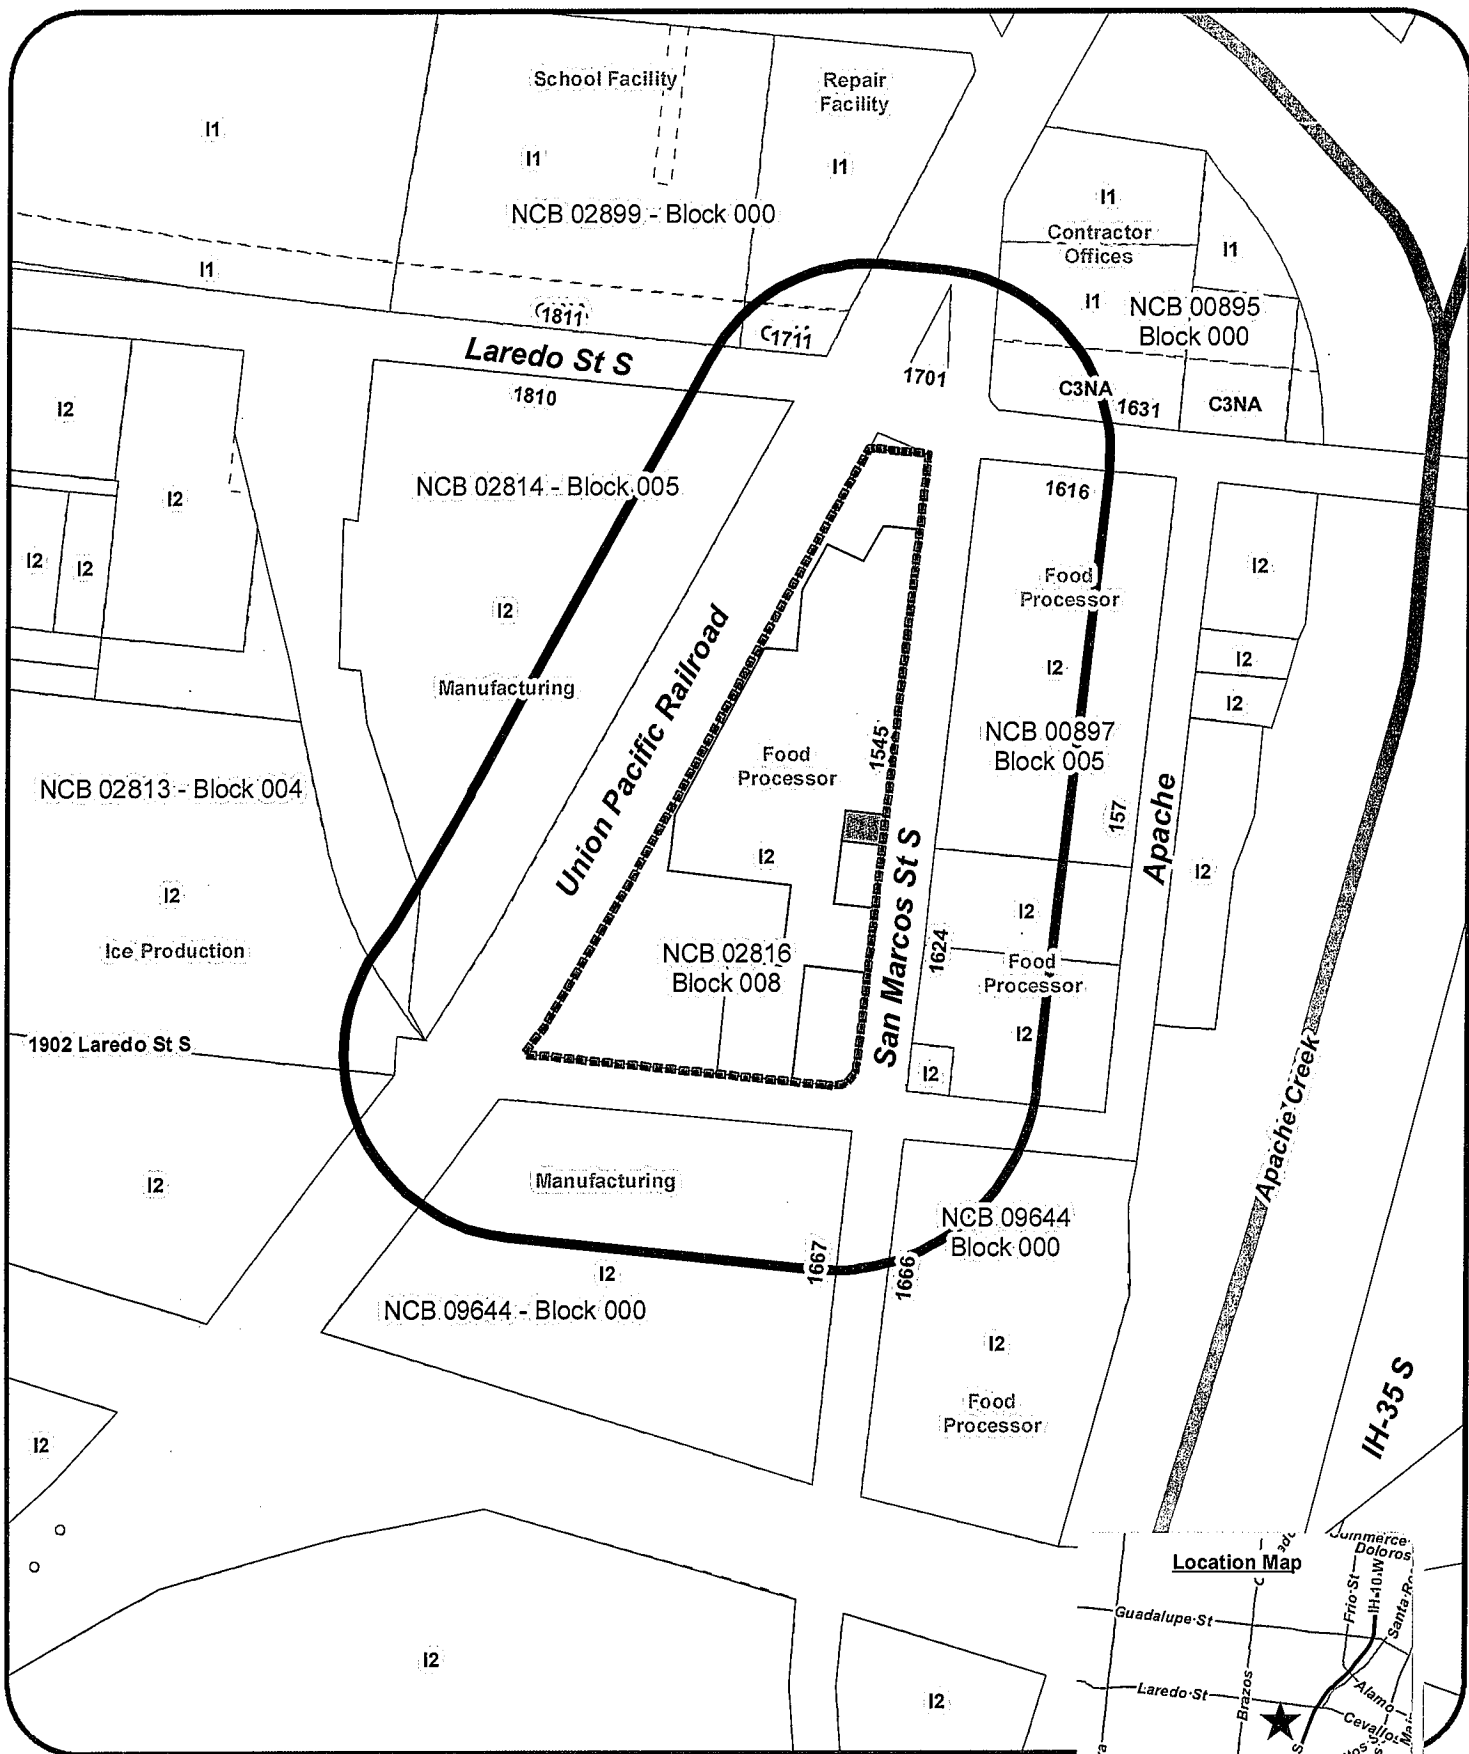 School Facility
Repair
Facility
I1
I1
I1
I1
Contractor
Offices
I1
NCB 02899 - Block 000
I1
I1
NCB 00895
Block 000
1811
1711
Laredo St S
1701
C3NA
1631
C3NA
1810
I2
NCB 02814 - Block 005
1616
I2
I2
I2
I2
Food
Processor
I2
I2
I2
I2
I2
Manufacturing
Union Pacific Railroad
1545
NCB 00897
Block 005
Food
Processor
NCB 02813 - Block 004
157
Apache
I2
I2
I2
I2
Ice Production
NCB 02816
Block 008
San Marcos St S
1624
Food
Processor
I2
1902 Laredo St S
I2
Apache Creek
I2
Manufacturing
NCB 09644
Block 000
1667
1666
I2
NCB 09644 - Block 000
I2
Food
Processor
IH-35 S
I2
Location Map
Commerce
Doloros
Frio St
IH-10 W
Santa Ro
Guadalupe St
Laredo St
Brazos
Alamo
Cevallos
I2
I2